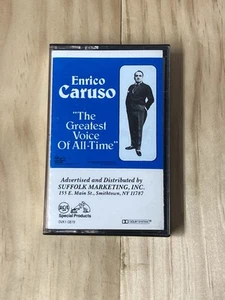 Enrico
Caruso
"The
Greatest
Voice
Of All-Time"
Advertised and Distributed by
SUFFOLK MARKETING, INC.
155 E. Main St., Smithtown, NY 11787
RCA
Special Products